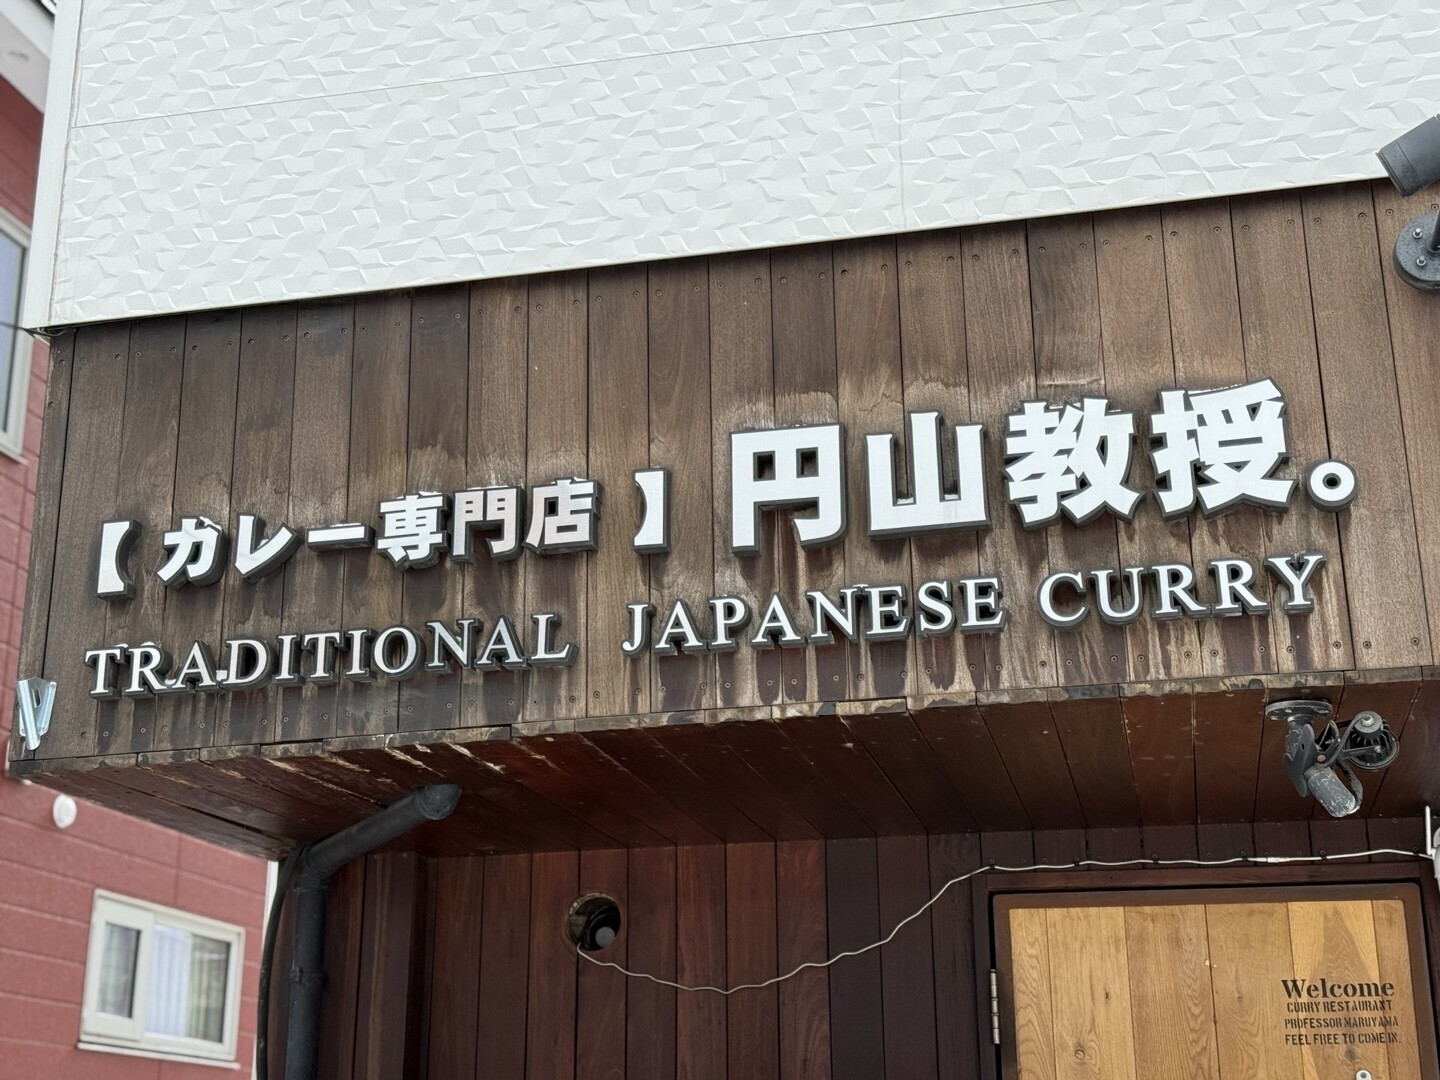 【カレー専門店】円山教授。
TRADITIONAL JAPANESE CURRY
Welcome
CURRY RESTAURANT
PROFESSOR MARUYAMA
FEEL FREE TO COME IN.